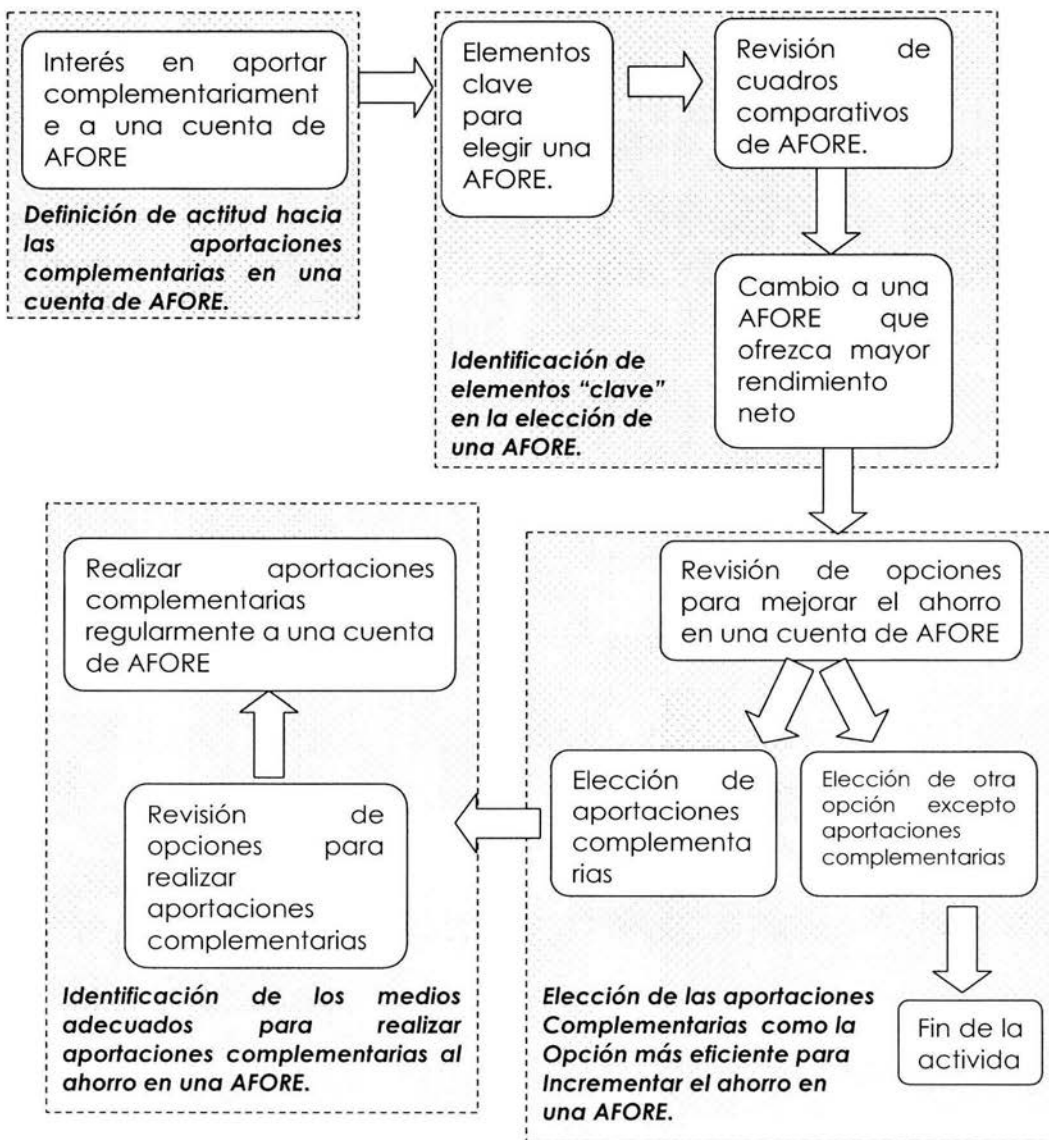 Interés en aportar
complementariament
e a una cuenta de
AFORE
Definición de actitud hacia
las aportaciones
complementarias en una
cuenta de AFORE.
Elementos
clave
para
elegir una
AFORE.
Revisión de
cuadros
comparativos
de AFORE.
Cambio a una
AFORE que
ofrezca mayor
rendimiento
neto
Identificación de
elementos “clave”
en la elección de
una AFORE.
Revisión de opciones
para mejorar el ahorro
en una cuenta de AFORE
Elección de
aportaciones
complementa
rias
Elección de otra
opción excepto
aportaciones
complementarias
Fin de la
activida
Elección de las aportaciones
Complementarias como la
Opción más eficiente para
Incrementar el ahorro en
una AFORE.
Realizar aportaciones
complementarias
regularmente a una cuenta
de AFORE
Revisión de
opciones para
realizar
aportaciones
complementarias
Identificación de los medios
adecuados para realizar
aportaciones complementarias al
ahorro en una AFORE.